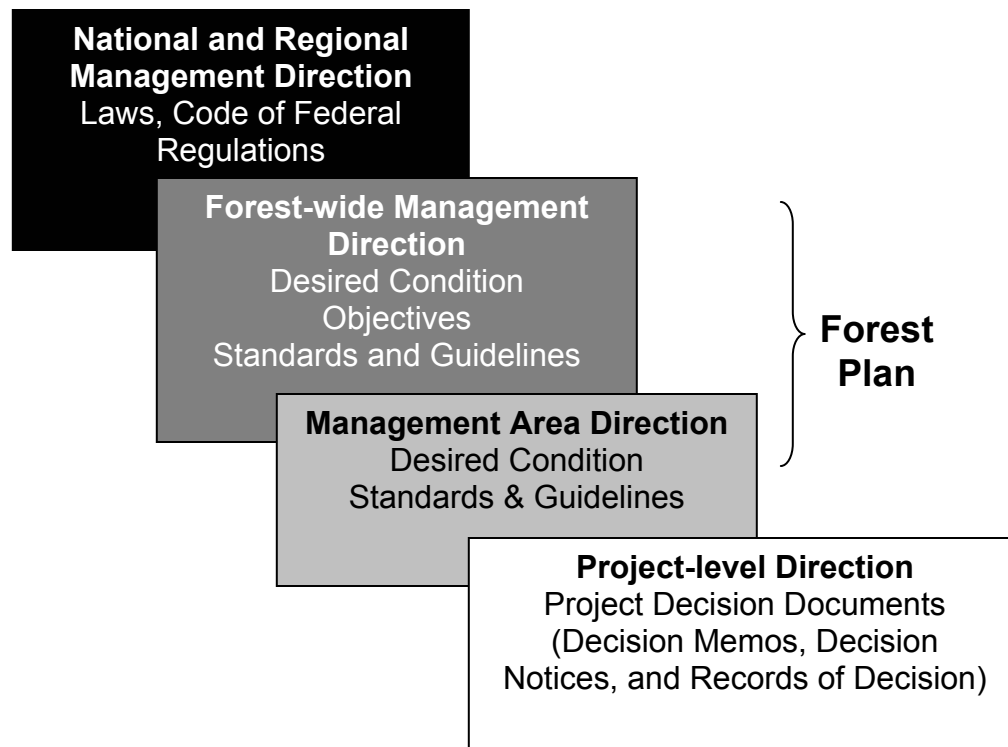 National and Regional
Management Direction
Laws, Code of Federal
Regulations
Forest-wide Management
Direction
Desired Condition
Objectives
Standards and Guidelines
Forest
Plan
Management Area Direction
Desired Condition
Standards & Guidelines
Project-level Direction
Project Decision Documents
(Decision Memos, Decision
Notices, and Records of Decision)